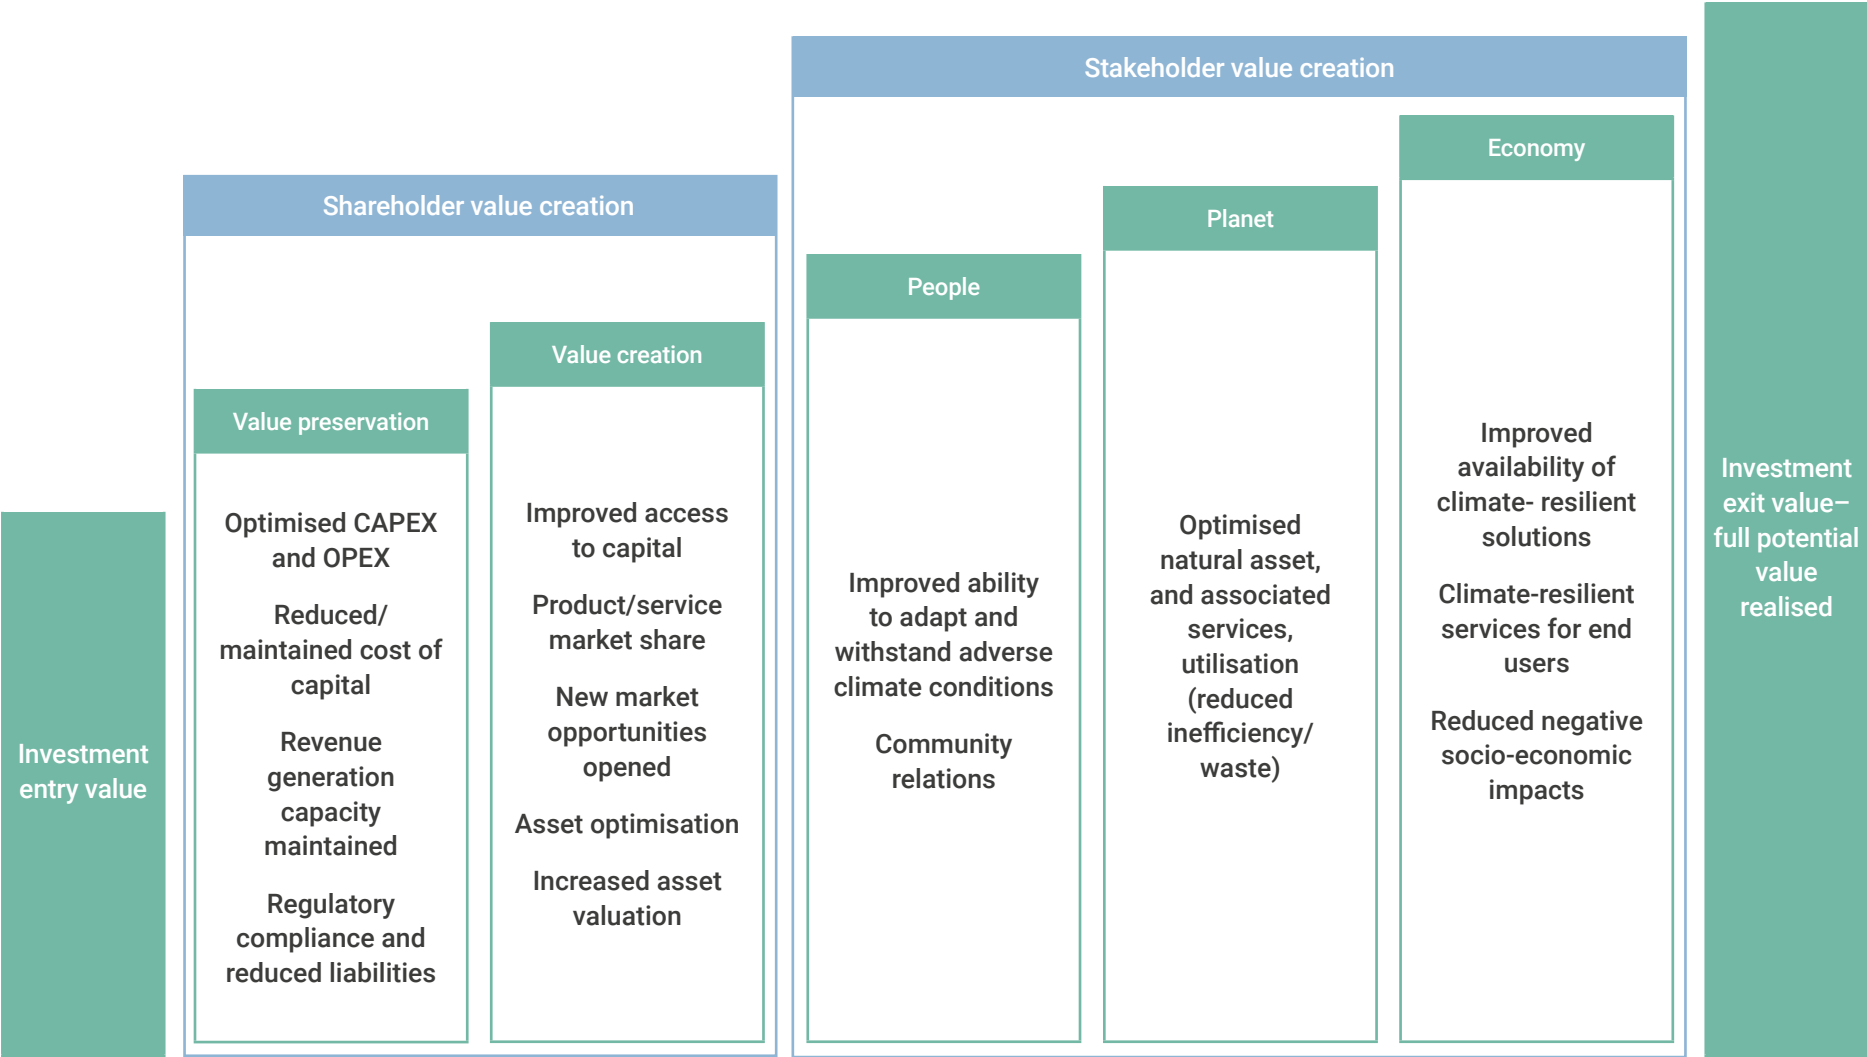 Investment
entry value
Shareholder value creation
Value preservation
Optimised CAPEX
and OPEX
Reduced/
maintained cost of
capital
Revenue
generation
capacity
maintained
Regulatory
compliance and
reduced liabilities
Value creation
Improved access
to capital
Product/service
market share
New market
opportunities
opened
Asset optimisation
Increased asset
valuation
Stakeholder value creation
People
Improved ability
to adapt and
withstand adverse
climate conditions
Community
relations
Planet
Optimised
natural asset,
and associated
services,
utilisation
(reduced
inefficiency/
waste)
Economy
Improved
availability of
climate- resilient
solutions
Climate-resilient
services for end
users
Reduced negative
socio-economic
impacts
Investment
exit value–
full potential
value
realised